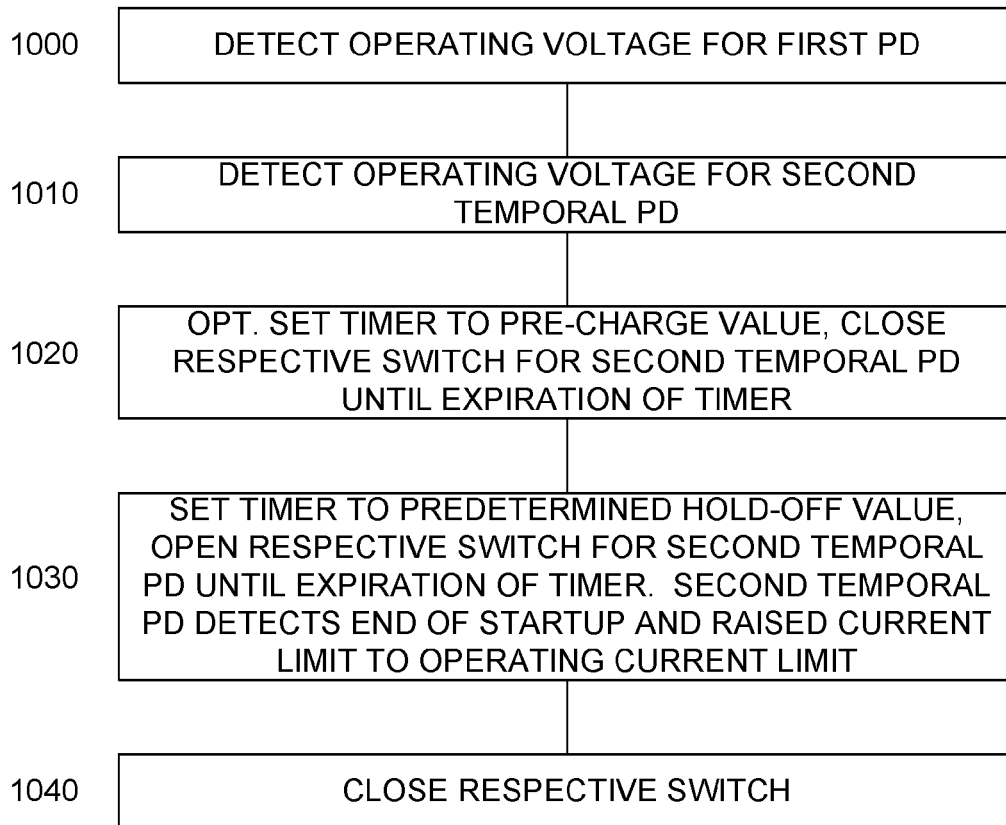 1000
DETECT OPERATING VOLTAGE FOR FIRST PD
1010
DETECT OPERATING VOLTAGE FOR SECOND
TEMPORAL PD
1020
OPT. SET TIMER TO PRE-CHARGE VALUE, CLOSE
RESPECTIVE SWITCH FOR SECOND TEMPORAL PD
UNTIL EXPIRATION OF TIMER
1030
SET TIMER TO PREDETERMINED HOLD-OFF VALUE,
OPEN RESPECTIVE SWITCH FOR SECOND TEMPORAL
PD UNTIL EXPIRATION OF TIMER. SECOND TEMPORAL
PD DETECTS END OF STARTUP AND RAISED CURRENT
LIMIT TO OPERATING CURRENT LIMIT
1040
CLOSE RESPECTIVE SWITCH